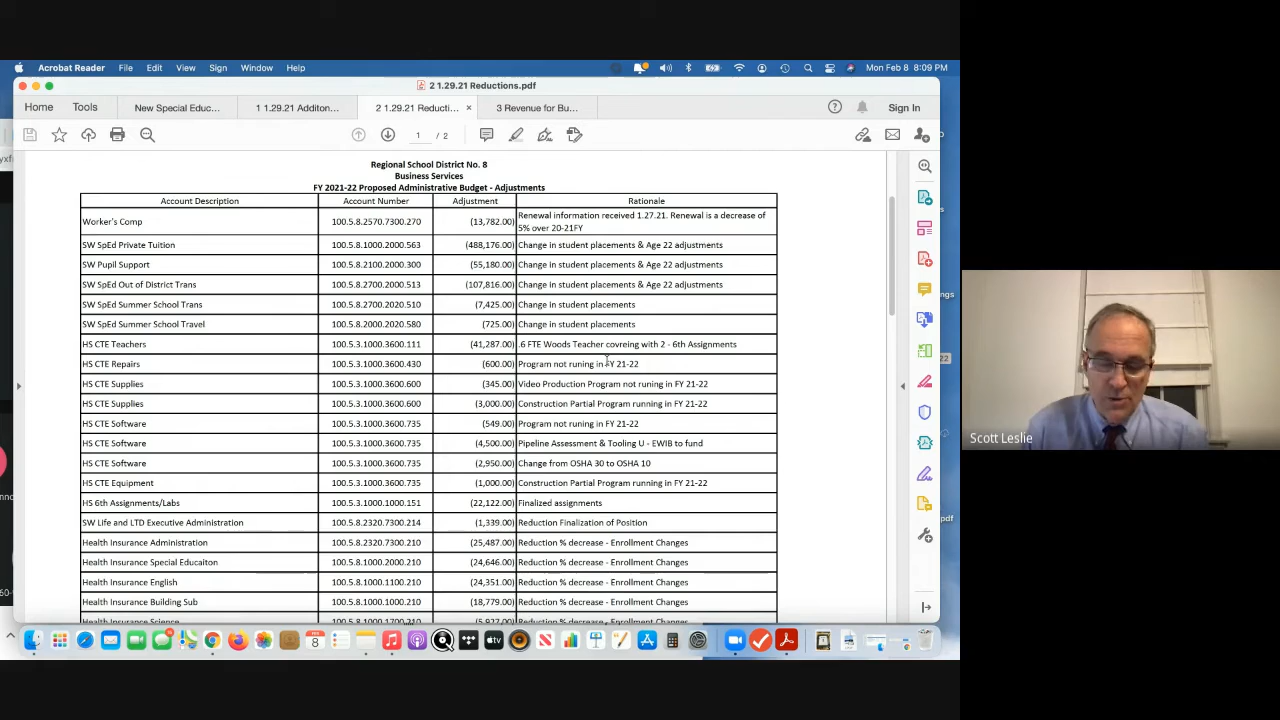 Acrobat Reader File Edit View Sign Window Help Mon Feb 8 8:09 PM
2 1.29.21 Reductions.pdf
Home Tools New Special Educ... 1 1.29.21 Additon... 2 1.29.21 Reducti... × 3 Revenue for Bu... Sign In
1 / 2
Regional School District No. 8
Business Services
FY 2021-22 Proposed Administrative Budget - Adjustments
Account Description Account Number Adjustment Rationale
Worker's Comp 100.5.8.2570.7300.270 (13,782.00) Renewal information received 1.27.21. Renewal is a decrease of
5% over 20-21FY
SW SpEd Private Tuition 100.5.8.1000.2000.563 (488,176.00) Change in student placements & Age 22 adjustments
SW Pupil Support 100.5.8.2100.2000.300 (55,180.00) Change in student placements & Age 22 adjustments
SW SpEd Out of District Trans 100.5.8.2700.2000.513 (107,816.00) Change in student placements & Age 22 adjustments
SW SpEd Summer School Trans 100.5.8.2700.2020.510 (7,425.00) Change in student placements
SW SpEd Summer School Travel 100.5.8.2000.2020.580 (725.00) Change in student placements
HS CTE Teachers 100.5.3.1000.3600.111 (41,287.00) .6 FTE Woods Teacher covreing with 2 - 6th Assignments
HS CTE Repairs 100.5.3.1000.3600.430 (600.00) Program not runing in FY 21-22
HS CTE Supplies 100.5.3.1000.3600.600 (345.00) Video Production Program not runing in FY 21-22
HS CTE Supplies 100.5.3.1000.3600.600 (3,000.00) Construction Partial Program running in FY 21-22
HS CTE Software 100.5.3.1000.3600.735 (549.00) Program not runing in FY 21-22
HS CTE Software 100.5.3.1000.3600.735 (4,500.00) Pipeline Assessment & Tooling U - EWIB to fund
HS CTE Software 100.5.3.1000.3600.735 (2,950.00) Change from OSHA 30 to OSHA 10
HS CTE Equipment 100.5.3.1000.3600.735 (1,000.00) Construction Partial Program running in FY 21-22
HS 6th Assignments/Labs 100.5.3.1000.1000.151 (22,122.00) Finalized assignments
SW Life and LTD Executive Administration 100.5.8.2320.7300.214 (1,339.00) Reduction Finalization of Position
Health Insurance Administration 100.5.8.2320.7300.210 (25,487.00) Reduction % decrease - Enrollment Changes
Health Insurance Special Educaiton 100.5.8.1000.2000.210 (24,646.00) Reduction % decrease - Enrollment Changes
Health Insurance English 100.5.8.1000.1100.210 (24,351.00) Reduction % decrease - Enrollment Changes
Health Insurance Building Sub 100.5.8.1000.1000.210 (18,779.00) Reduction % decrease - Enrollment Changes
Scott Leslie